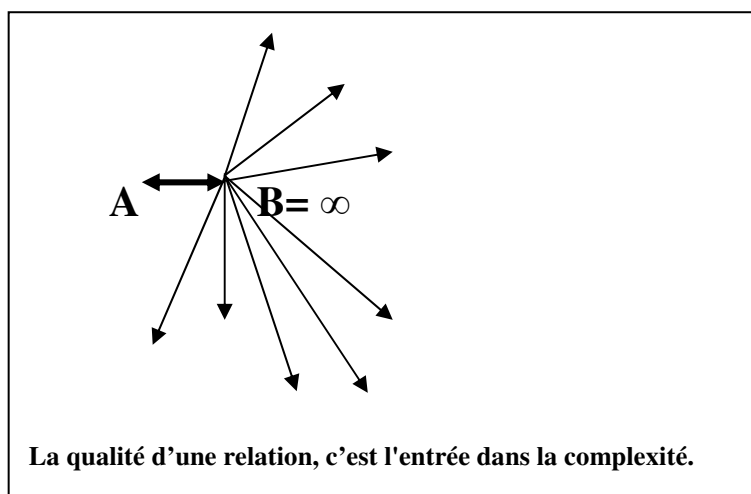 A B= ∞
La qualité d’une relation, c’est l'entrée dans la complexité.